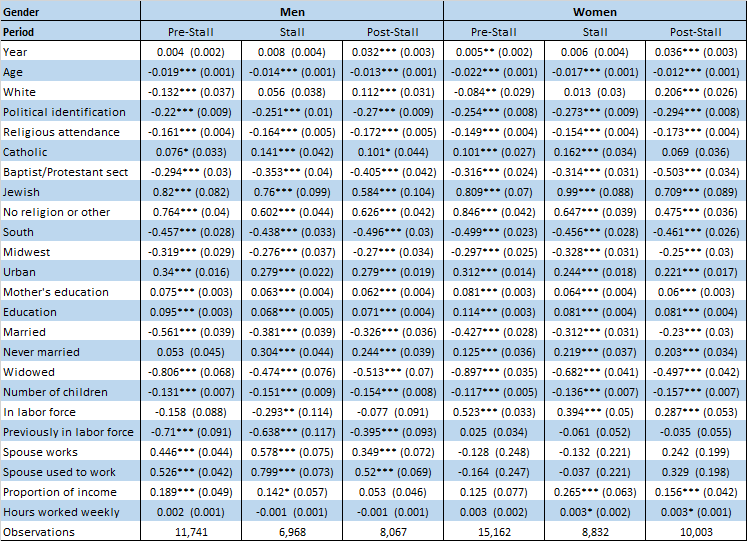 Gender Men Women
Period Pre-Stall Stall Post-Stall Pre-Stall Stall Post-Stall
Year 0.004 (0.002) 0.008 (0.004) 0.032*** (0.003) 0.005** (0.002) 0.006 (0.004) 0.036*** (0.003)
Age -0.019*** (0.001) -0.014*** (0.001) -0.013*** (0.001) -0.022*** (0.001) -0.017*** (0.001) -0.012*** (0.001)
White -0.132*** (0.037) 0.056 (0.038) 0.112*** (0.031) -0.084** (0.029) 0.013 (0.03) 0.206*** (0.026)
Political identification -0.22*** (0.009) -0.251*** (0.01) -0.27*** (0.009) -0.254*** (0.008) -0.273*** (0.009) -0.294*** (0.008)
Religious attendance -0.161*** (0.004) -0.164*** (0.005) -0.172*** (0.005) -0.149*** (0.004) -0.154*** (0.004) -0.173*** (0.004)
Catholic 0.076* (0.033) 0.141*** (0.042) 0.101* (0.044) 0.101*** (0.027) 0.162*** (0.034) 0.069 (0.036)
Baptist/Protestant sect -0.294*** (0.03) -0.353*** (0.04) -0.405*** (0.042) -0.316*** (0.024) -0.314*** (0.031) -0.503*** (0.034)
Jewish 0.82*** (0.082) 0.76*** (0.099) 0.584*** (0.104) 0.809*** (0.07) 0.99*** (0.088) 0.709*** (0.089)
No religion or other 0.764*** (0.04) 0.602*** (0.044) 0.626*** (0.042) 0.846*** (0.042) 0.647*** (0.039) 0.475*** (0.036)
South -0.457*** (0.028) -0.438*** (0.033) -0.496*** (0.03) -0.499*** (0.023) -0.456*** (0.028) -0.461*** (0.026)
Midwest -0.319*** (0.029) -0.276*** (0.037) -0.27*** (0.034) -0.297*** (0.025) -0.328*** (0.031) -0.25*** (0.03)
Urban 0.34*** (0.016) 0.279*** (0.022) 0.279*** (0.019) 0.312*** (0.014) 0.244*** (0.018) 0.221*** (0.017)
Mother's education 0.075*** (0.003) 0.063*** (0.004) 0.062*** (0.004) 0.081*** (0.003) 0.064*** (0.004) 0.06*** (0.003)
Education 0.095*** (0.003) 0.068*** (0.005) 0.071*** (0.004) 0.114*** (0.003) 0.081*** (0.004) 0.081*** (0.004)
Married -0.561*** (0.039) -0.381*** (0.039) -0.326*** (0.036) -0.427*** (0.028) -0.312*** (0.031) -0.23*** (0.03)
Never married 0.053 (0.045) 0.304*** (0.044) 0.244*** (0.039) 0.125*** (0.036) 0.219*** (0.037) 0.203*** (0.034)
Widowed -0.806*** (0.068) -0.474*** (0.076) -0.513*** (0.07) -0.897*** (0.035) -0.682*** (0.041) -0.497*** (0.042)
Number of children -0.131*** (0.007) -0.151*** (0.009) -0.154*** (0.008) -0.117*** (0.005) -0.136*** (0.007) -0.157*** (0.007)
In labor force -0.158 (0.088) -0.293** (0.114) -0.077 (0.091) 0.523*** (0.033) 0.394*** (0.05) 0.287*** (0.053)
Previously in labor force -0.71*** (0.091) -0.638*** (0.117) -0.395*** (0.093) 0.025 (0.034) -0.061 (0.052) -0.035 (0.055)
Spouse works 0.446*** (0.044) 0.578*** (0.075) 0.349*** (0.072) -0.128 (0.248) -0.132 (0.221) 0.242 (0.199)
Spouse used to work 0.526*** (0.042) 0.799*** (0.073) 0.52*** (0.069) -0.164 (0.247) -0.037 (0.221) 0.329 (0.198)
Proportion of income 0.189*** (0.049) 0.142* (0.057) 0.053 (0.046) 0.125 (0.077) 0.265*** (0.063) 0.156*** (0.042)
Hours worked weekly 0.002 (0.001) -0.001 (0.001) -0.001 (0.001) 0.003 (0.002) 0.003* (0.002) 0.003* (0.001)
Observations 11,741 6,968 8,067 15,162 8,832 10,003